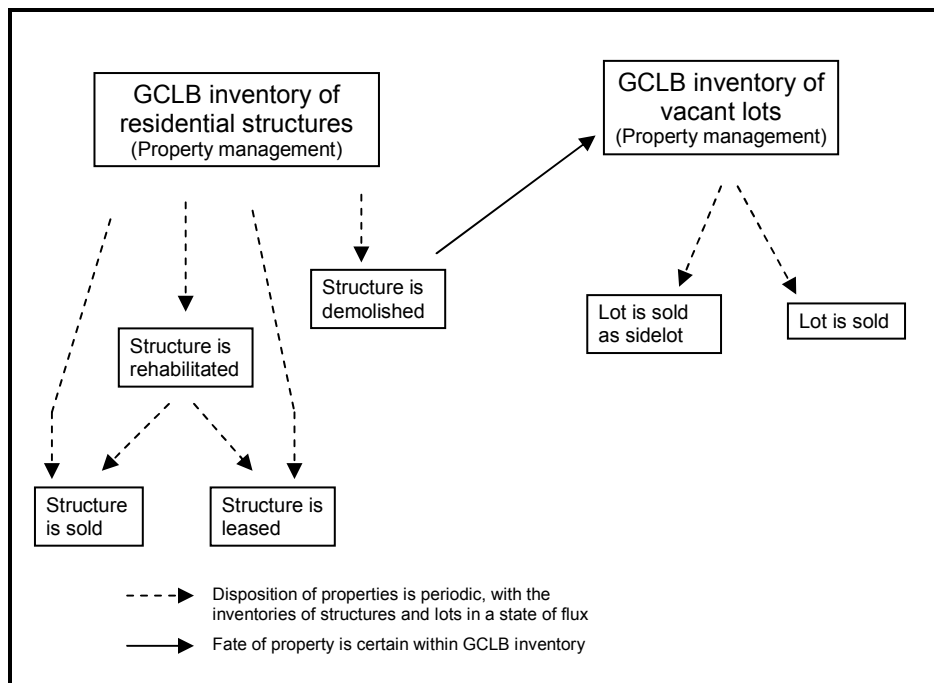 GCLB inventory of
residential structures
(Property management)
GCLB inventory of
vacant lots
(Property management)
Structure is
demolished
Lot is sold
as sidelot
Lot is sold
Structure is
rehabilitated
Structure
is sold
Structure is
leased
Disposition of properties is periodic, with the
inventories of structures and lots in a state of flux
Fate of property is certain within GCLB inventory